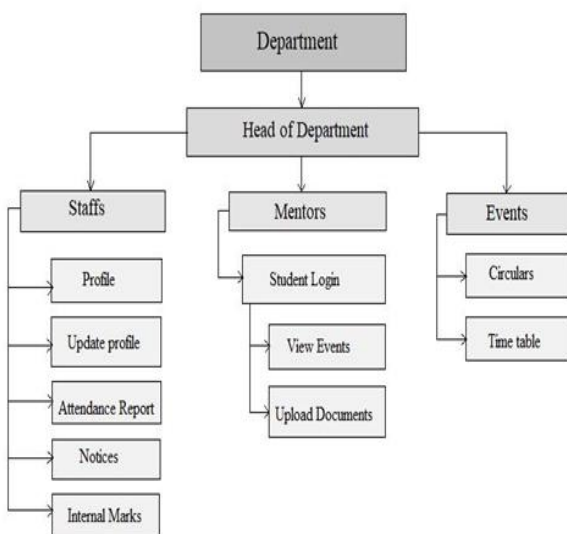 Department
Head of Department
Staffs
Profile
Update profile
Attendance Report
Notices
Internal Marks
Mentors
Student Login
View Events
Upload Documents
Events
Circulars
Time table